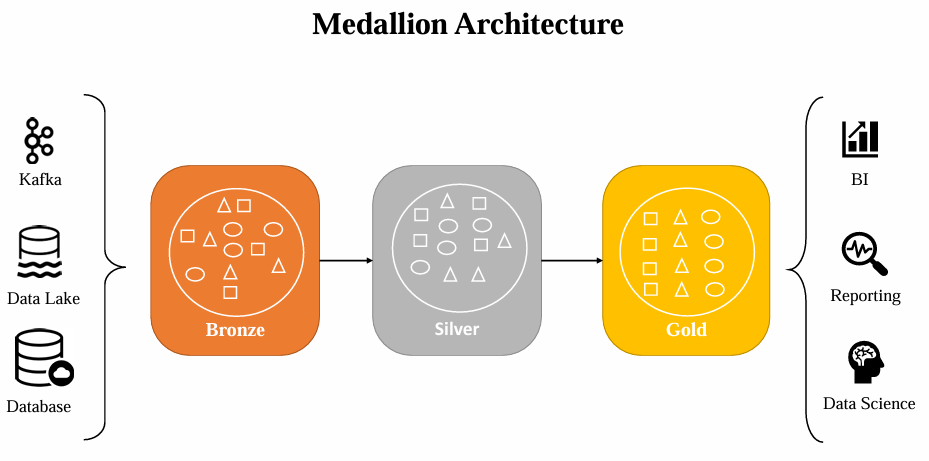 Medallion Architecture
Kafka
Data Lake
Database
Bronze
Silver
Gold
BI
Reporting
Data Science